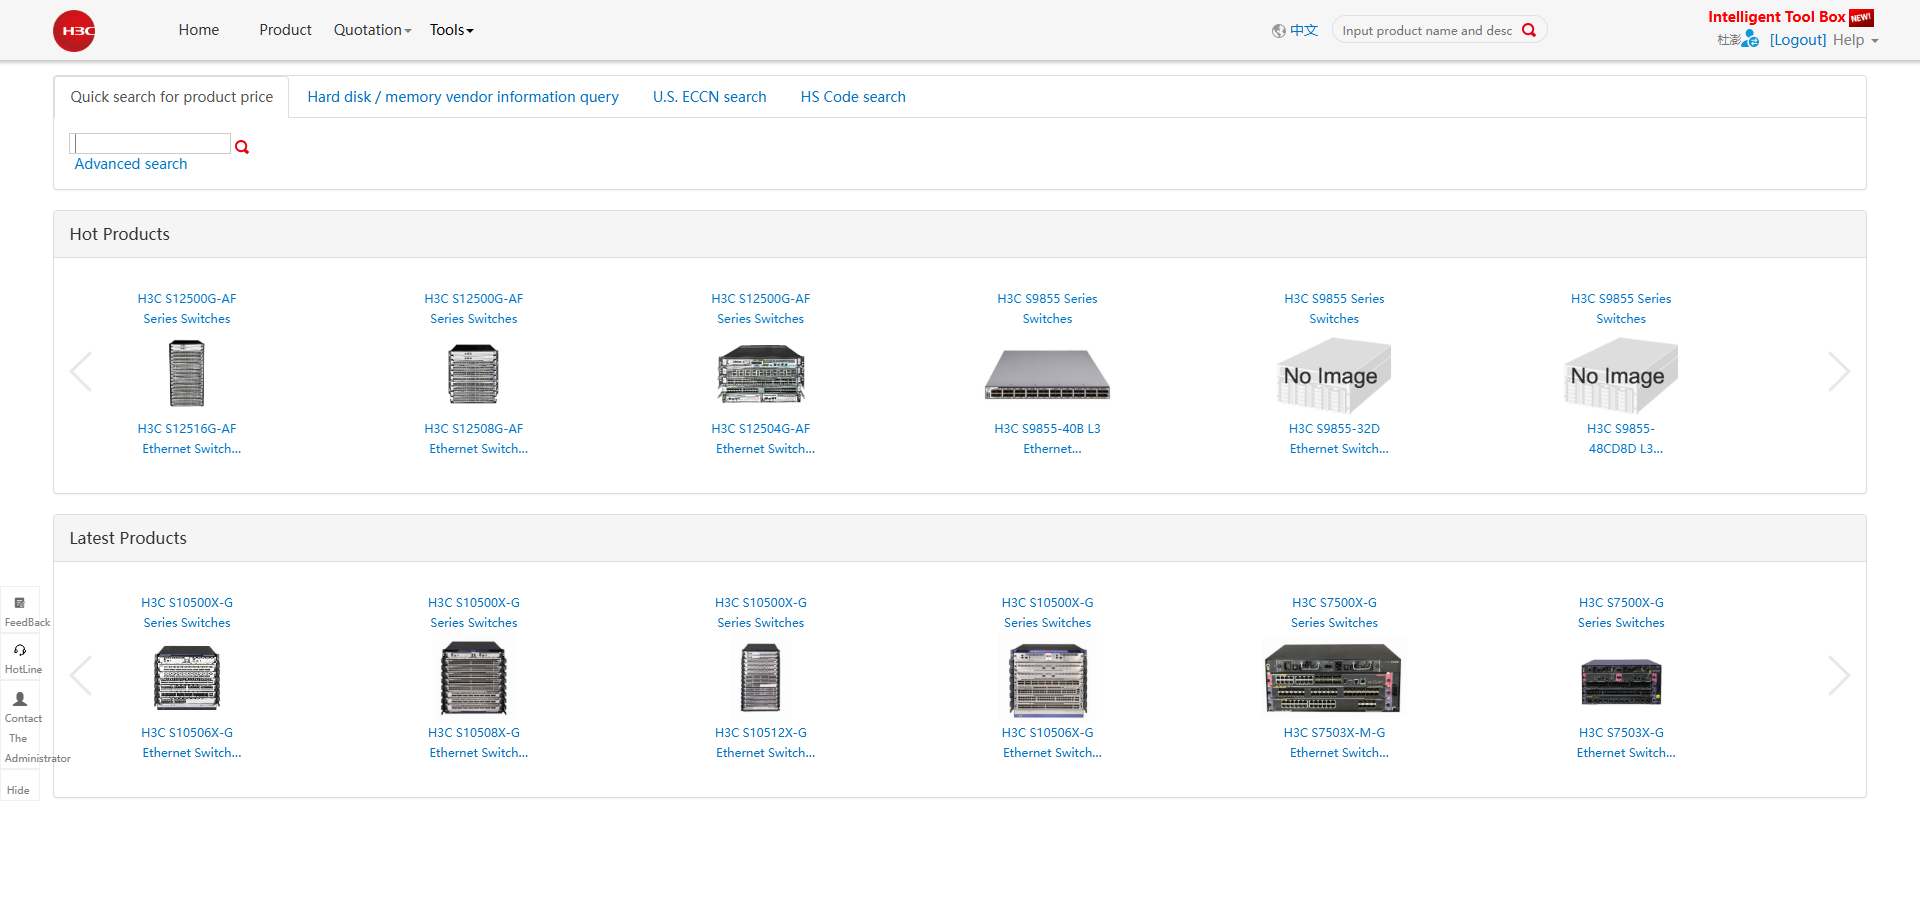 H3C
Home
Product
Quotation
Tools
中文
Input product name and desc
Intelligent Tool Box
NEW!
杜澎
[Logout]
Help
Quick search for product price
Hard disk / memory vendor information query
U.S. ECCN search
HS Code search
Advanced search
Hot Products
H3C S12500G-AF
Series Switches
H3C S12516G-AF
Ethernet Switch...
H3C S12500G-AF
Series Switches
H3C S12508G-AF
Ethernet Switch...
H3C S12500G-AF
Series Switches
H3C S12504G-AF
Ethernet Switch...
H3C S9855 Series
Switches
H3C S9855-40B L3
Ethernet...
H3C S9855 Series
Switches
No Image
H3C S9855-32D
Ethernet Switch...
H3C S9855 Series
Switches
No Image
H3C S9855-
48CD8D L3...
Latest Products
H3C S10500X-G
Series Switches
H3C S10506X-G
Ethernet Switch...
H3C S10500X-G
Series Switches
H3C S10508X-G
Ethernet Switch...
H3C S10500X-G
Series Switches
H3C S10512X-G
Ethernet Switch...
H3C S10500X-G
Series Switches
H3C S10506X-G
Ethernet Switch...
H3C S7500X-G
Series Switches
H3C S7503X-M-G
Ethernet Switch...
H3C S7500X-G
Series Switches
H3C S7503X-G
Ethernet Switch...
FeedBack
HotLine
Contact
The
Administrator
Hide